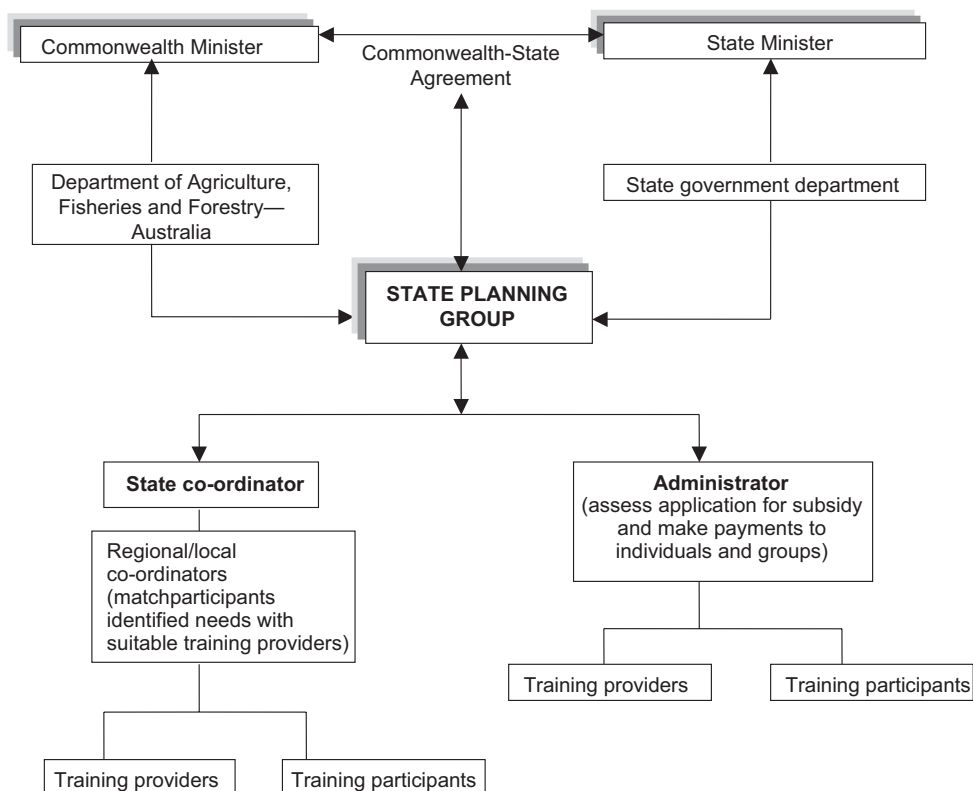 Commonwealth Minister
State Minister
Commonwealth-State
Agreement
Department of Agriculture,
Fisheries and Forestry—
Australia
State government department
STATE PLANNING
GROUP
State co-ordinator
Administrator
(assess application for subsidy
and make payments to
individuals and groups)
Regional/local
co-ordinators
(matchparticipants
identified needs with
suitable training providers)
Training providers
Training participants
Training providers
Training participants